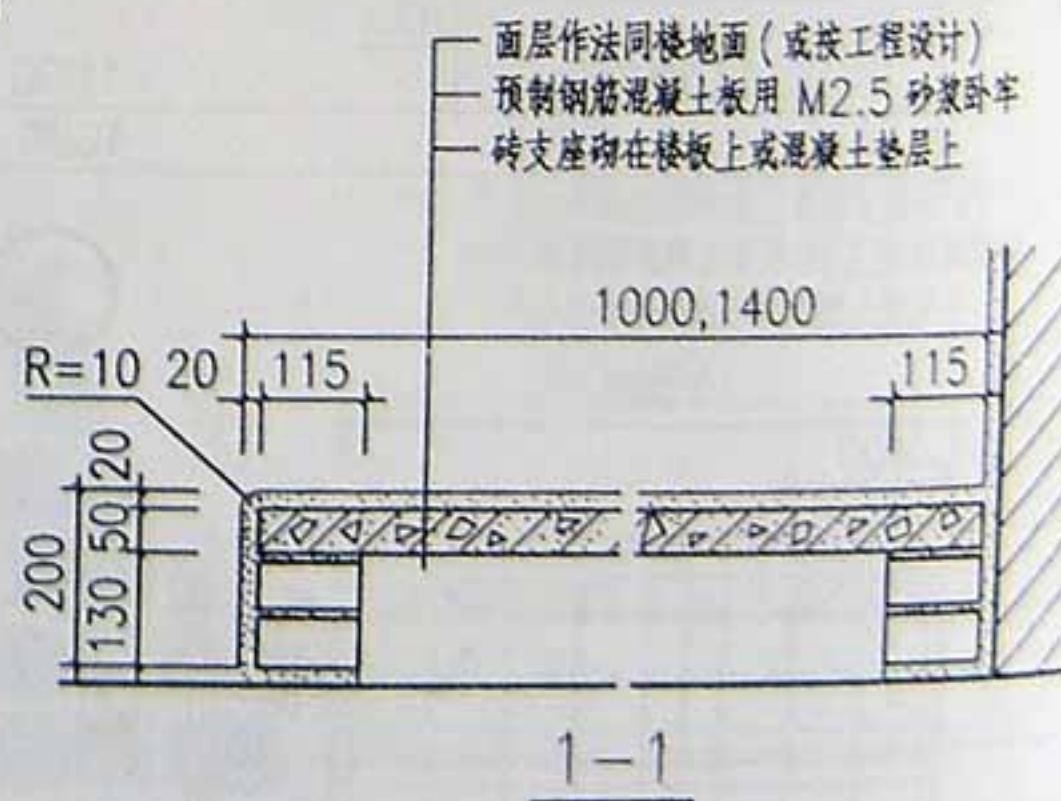 面层作法同楼地面(或按工程设计)
预制钢筋混凝土板用 M2.5 砂浆卧牢
砖支座砌在楼板上或混凝土垫层上
1000,1400
R=10 20 115 115
20
50
130
200
1-1